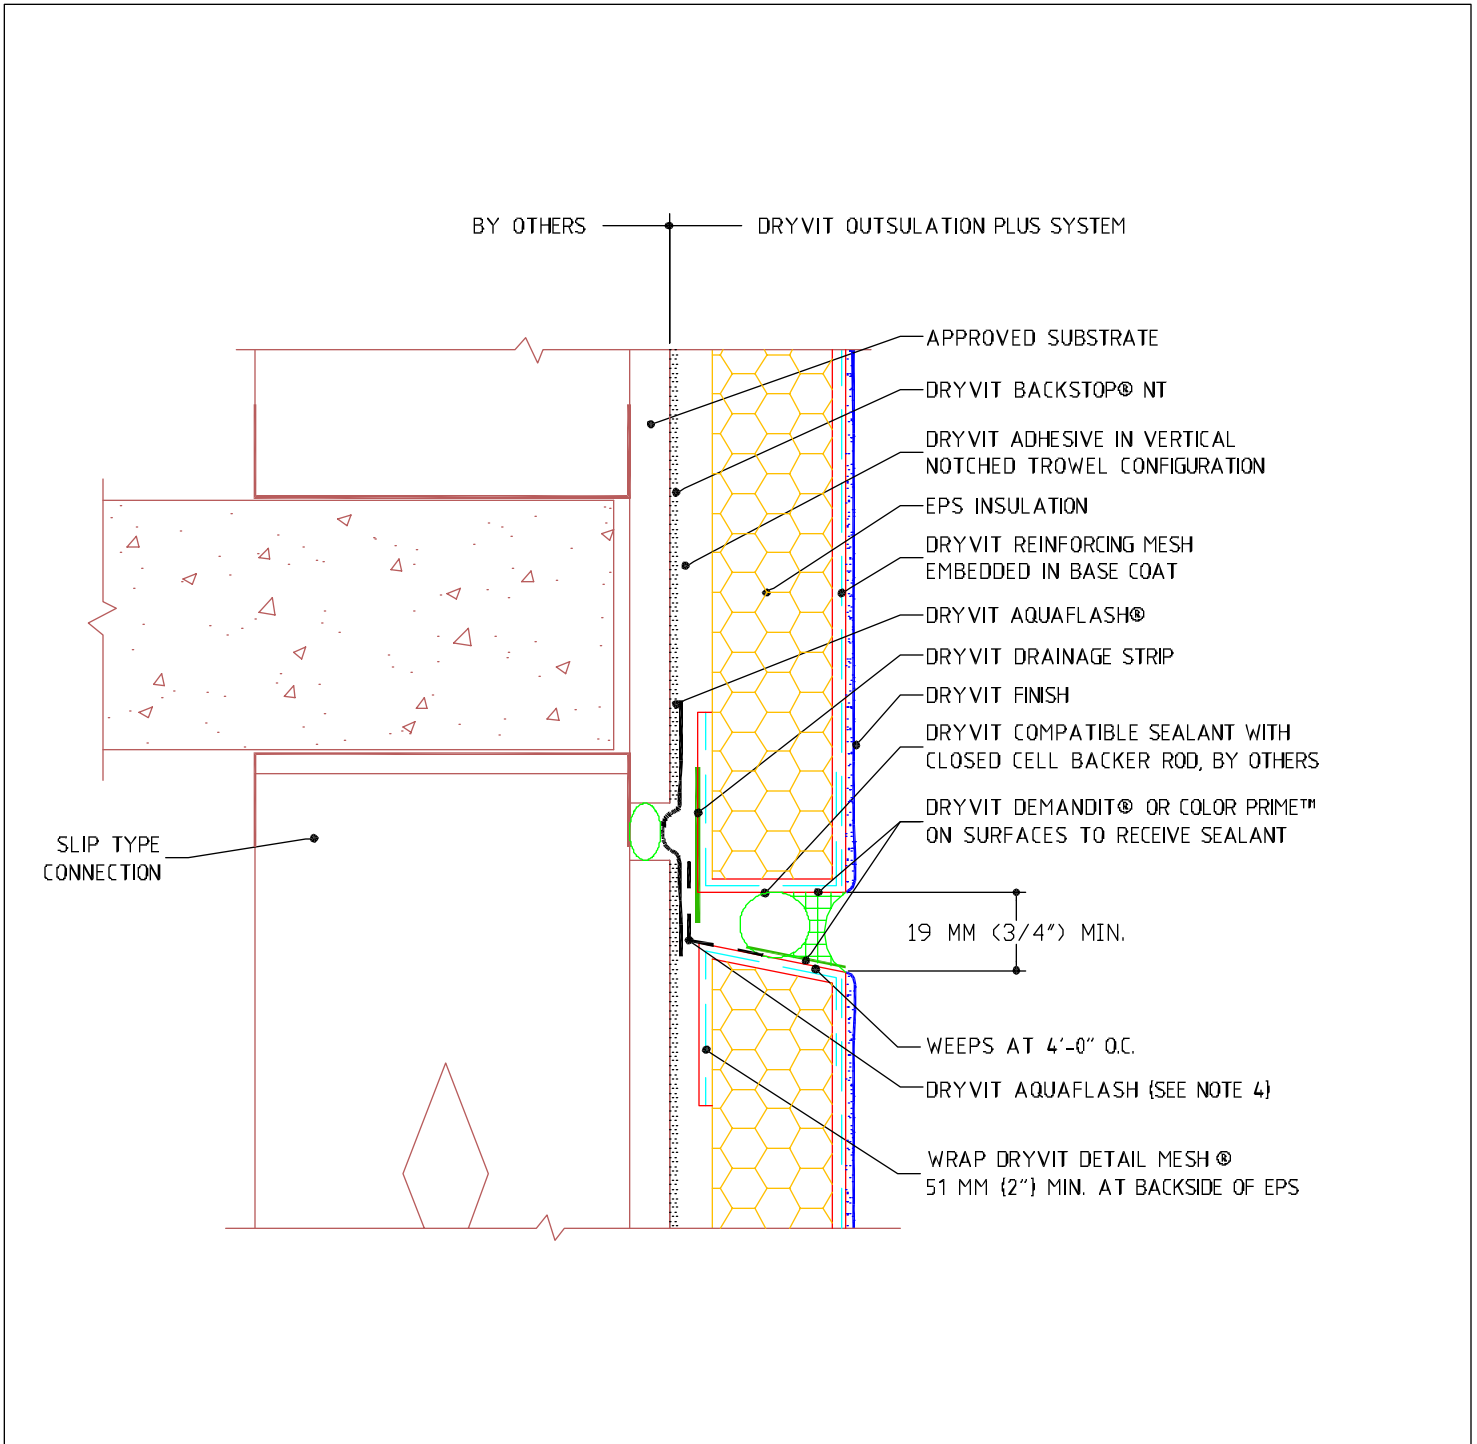 BY OTHERS
DRYVIT OUTSULATION PLUS SYSTEM
APPROVED SUBSTRATE
DRYVIT BACKSTOP® NT
DRYVIT ADHESIVE IN VERTICAL
NOTCHED TROWEL CONFIGURATION
EPS INSULATION
DRYVIT REINFORCING MESH
EMBEDDED IN BASE COAT
DRYVIT AQUAFLASH®
DRYVIT DRAINAGE STRIP
DRYVIT FINISH
DRYVIT COMPATIBLE SEALANT WITH
CLOSED CELL BACKER ROD, BY OTHERS
DRYVIT DEMANDIT® OR COLOR PRIME™
ON SURFACES TO RECEIVE SEALANT
SLIP TYPE
CONNECTION
19 MM (3/4") MIN.
WEEPS AT 4'-0" O.C.
DRYVIT AQUAFLASH (SEE NOTE 4)
WRAP DRYVIT DETAIL MESH®
51 MM (2") MIN. AT BACKSIDE OF EPS